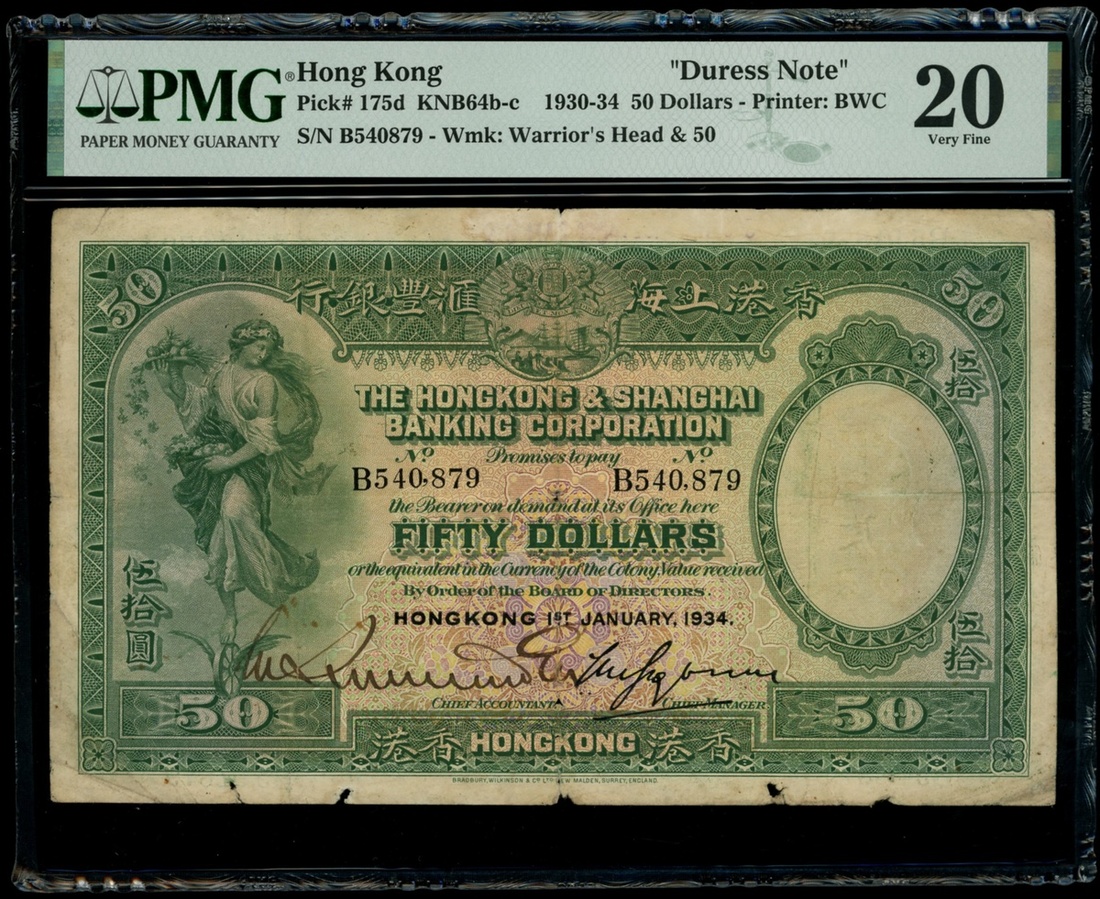 PMG® Hong Kong "Duress Note" 20
PAPER MONEY GUARANTY Pick# 175d KNB64b-c 1930-34 50 Dollars - Printer: BWC Very Fine
S/N B540879 - Wmk: Warrior's Head & 50
50 50
行銀豐滙 海上港香
伍拾
THE HONGKONG & SHANGHAI
BANKING CORPORATION
Nº Promises to pay Nº
B540,879 B540,879
the Bearer on demand at its Office here
FIFTY DOLLARS
or the equivalent in the Currency of the Colony Value received
By Order of the BOARD OF DIRECTORS.
HONGKONG 1ST JANUARY, 1934.
伍拾圓 伍拾
CHIEF ACCOUNTANT CHIEF MANAGER
50 50
港香 HONGKONG 港香
BRADBURY, WILKINSON & Cº LTD NEW MALDEN, SURREY, ENGLAND.